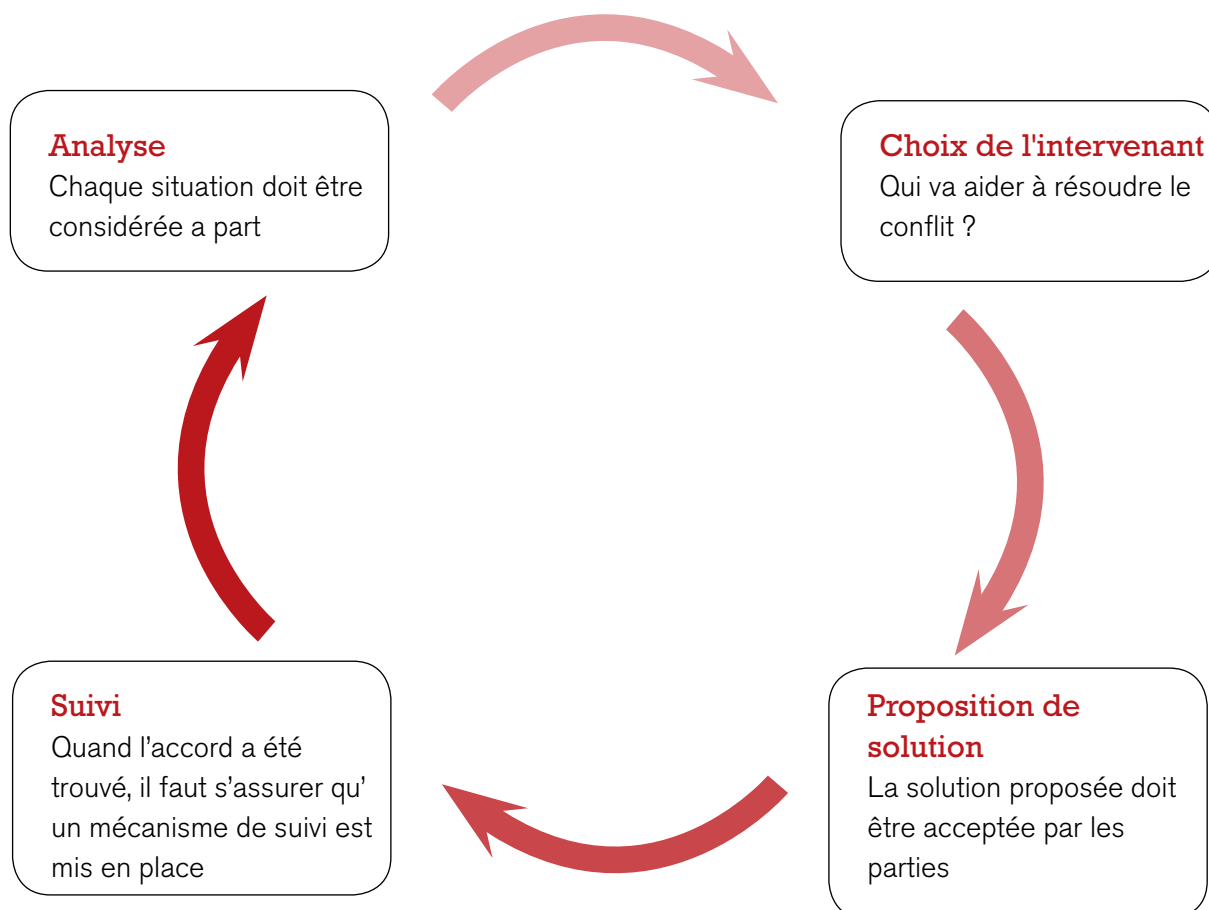 Analyse
Chaque situation doit être
considérée a part
Choix de l'intervenant
Qui va aider à résoudre le
conflit ?
Proposition de
solution
La solution proposée doit
être acceptée par les
parties
Suivi
Quand l’accord a été
trouvé, il faut s’assurer qu’
un mécanisme de suivi est
mis en place